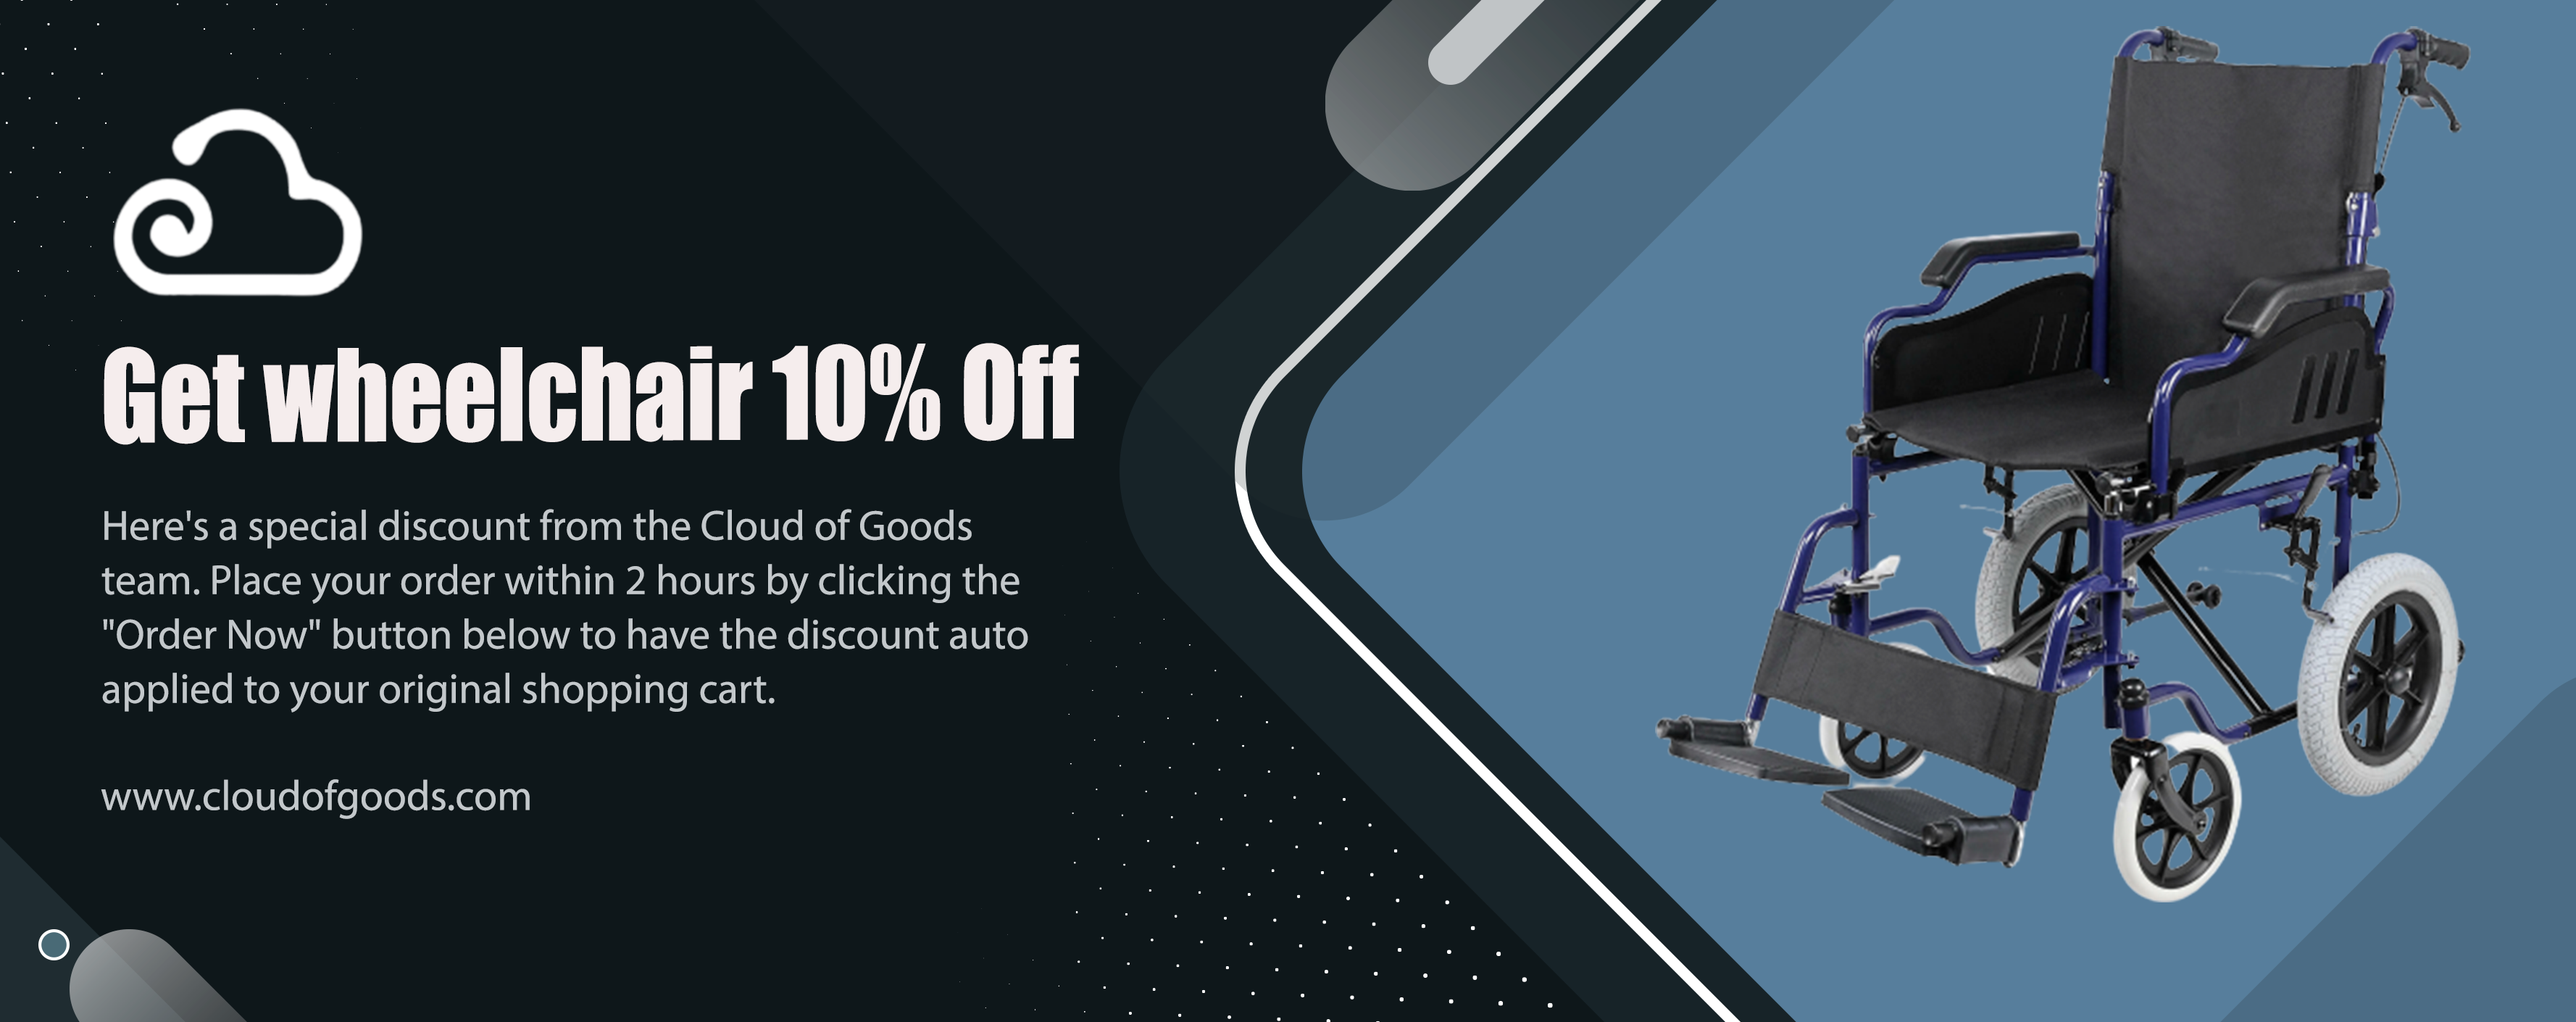 Get wheelchair 10% Off
Here's a special discount from the Cloud of Goods
team. Place your order within 2 hours by clicking the
"Order Now" button below to have the discount auto
applied to your original shopping cart.
www.cloudofgoods.com